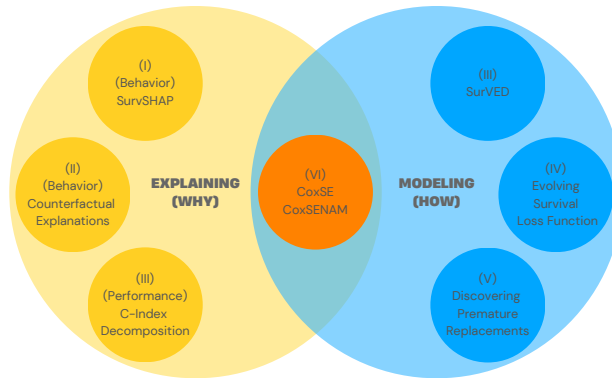 (I)
(Behavior)
SurvSHAP
(II)
(Behavior)
Counterfactual
Explanations
(III)
(Performance)
C-Index
Decomposition
EXPLAINING
(WHY)
(VI)
CoxSE
CoxSENAM
MODELING
(HOW)
(III)
SurVED
(IV)
Evolving
Survival
Loss Function
(V)
Discovering
Premature
Replacements